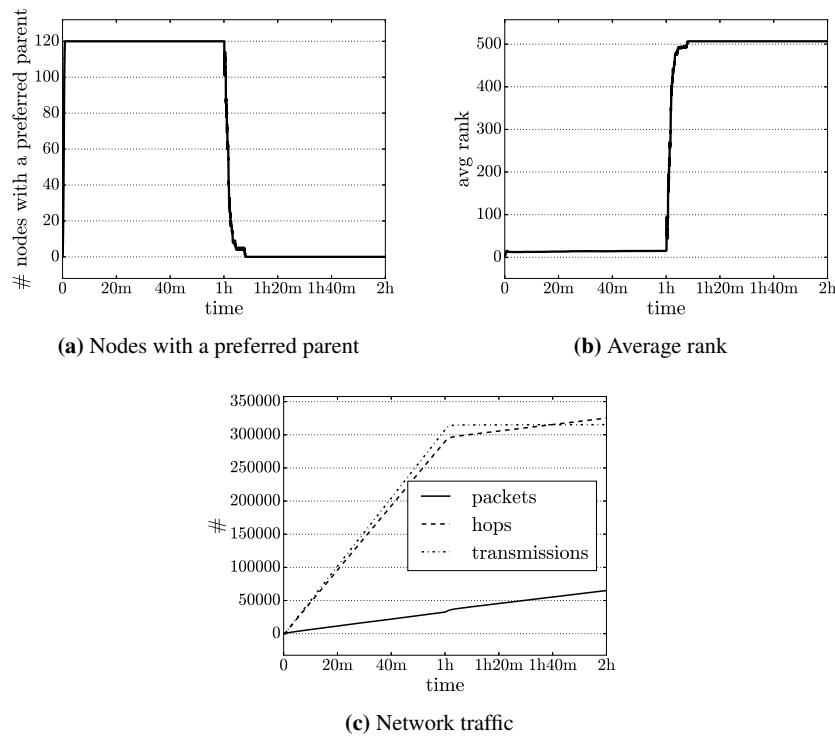 # nodes with a preferred parent
120
100
80
60
40
20
0
0 20m 40m 1h 1h20m 1h40m 2h
time
(a) Nodes with a preferred parent
avg rank
500
400
300
200
100
0
0 20m 40m 1h 1h20m 1h40m 2h
time
(b) Average rank
#
350000
300000
250000
200000
150000
100000
50000
0
packets
hops
transmissions
0 20m 40m 1h 1h20m 1h40m 2h
time
(c) Network traffic